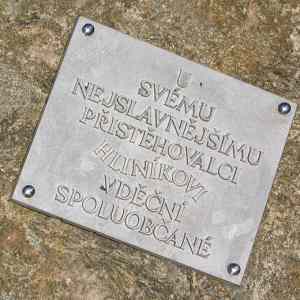 SVÉMU
NEJSLAVNĚJŠÍMU
PŘISTĚHOVALCI
HLINÍKOVI
VDĚČNÍ
SPOLUOBČANÉ